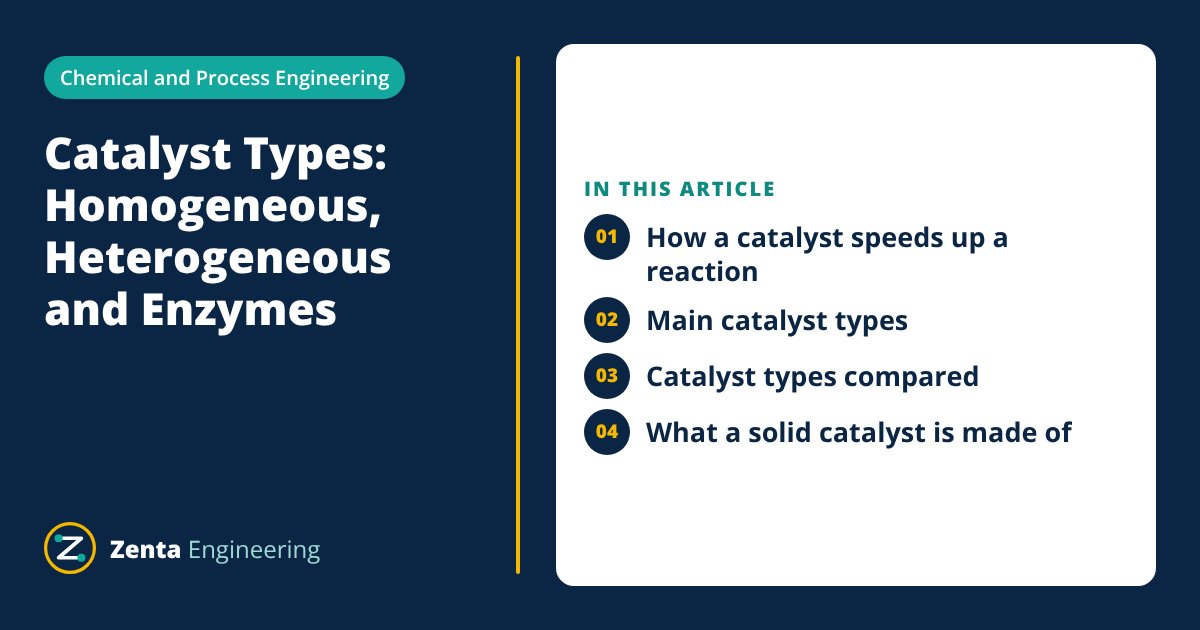 Chemical and Process Engineering
Catalyst Types:
Homogeneous,
Heterogeneous
and Enzymes
Zenta Engineering
IN THIS ARTICLE
01 How a catalyst speeds up a
reaction
02 Main catalyst types
03 Catalyst types compared
04 What a solid catalyst is made of